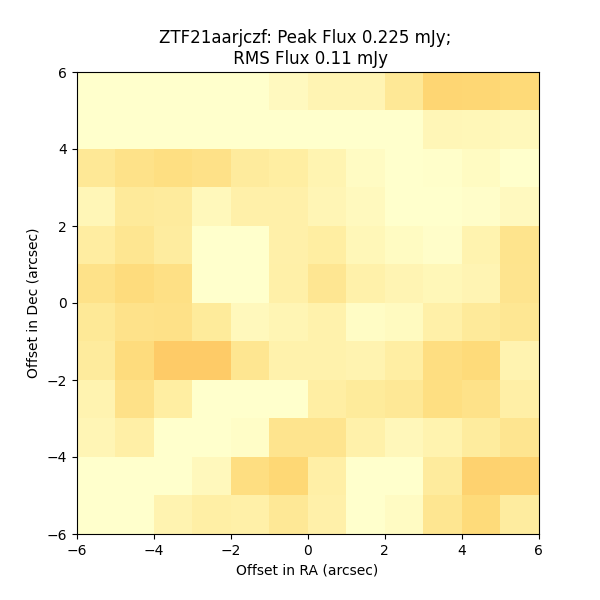 ZTF21aarjczf: Peak Flux 0.225 mJy;
RMS Flux 0.11 mJy
6
4
2
0
−2
−4
−6
Offset in Dec (arcsec)
−6 −4 −2 0 2 4 6
Offset in RA (arcsec)